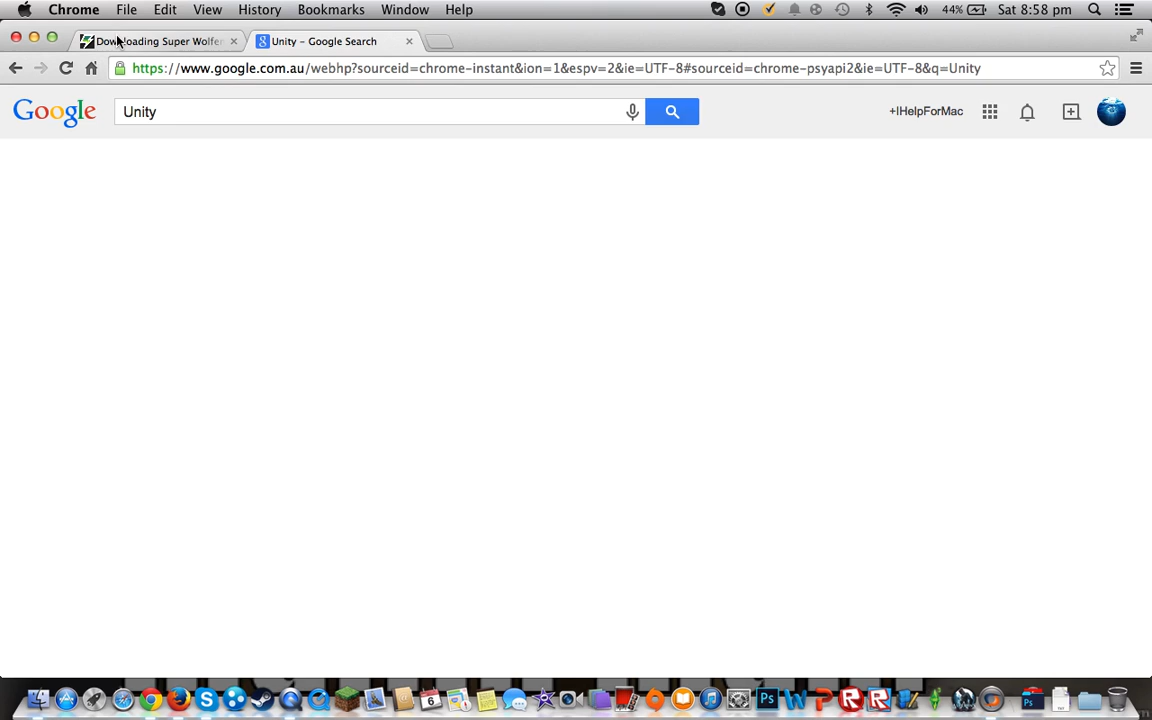 Chrome File Edit View History Bookmarks Window Help 44% Sat 8:58 pm
Downloading Super Wolfen Unity - Google Search
https://www.google.com.au/webhp?sourceid=chrome-instant&ion=1&espv=2&ie=UTF-8#sourceid=chrome-psyapi2&ie=UTF-8&q=Unity
Google Unity +IHelpForMac